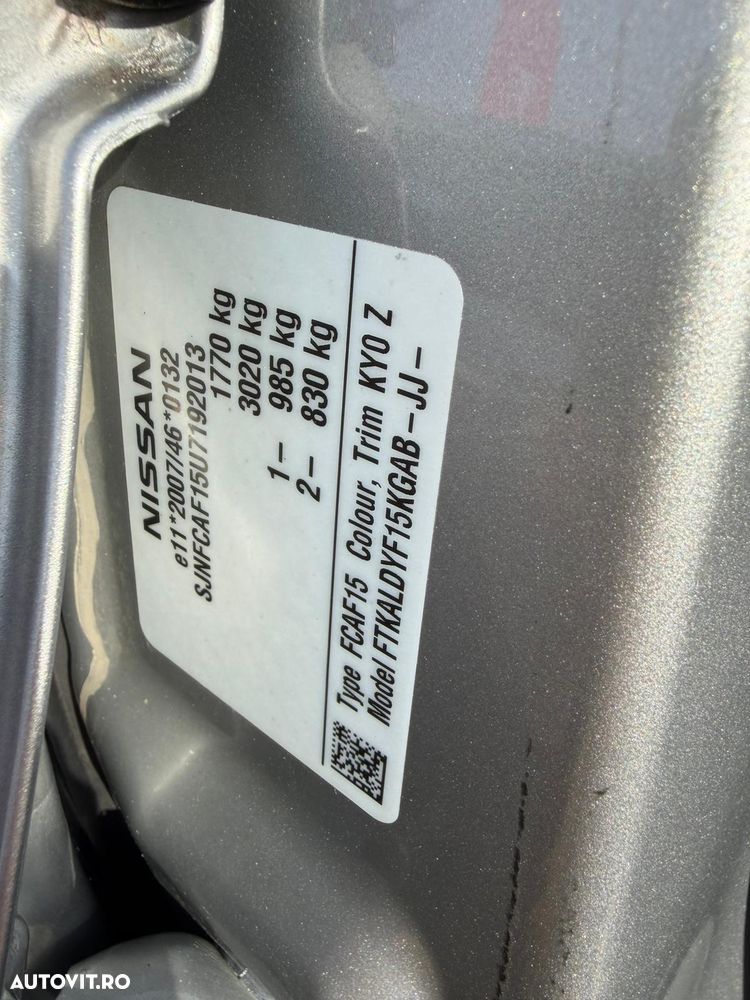 NISSAN
e11*2007/46*0132
SJNFCAF15U7192013
1770 kg
3020 kg
1- 985 kg
2- 830 kg
Type FCAF15 Colour, Trim KY0 Z
Model FTKALDYF15KGAB-JJ-
AUTOVIT.RO